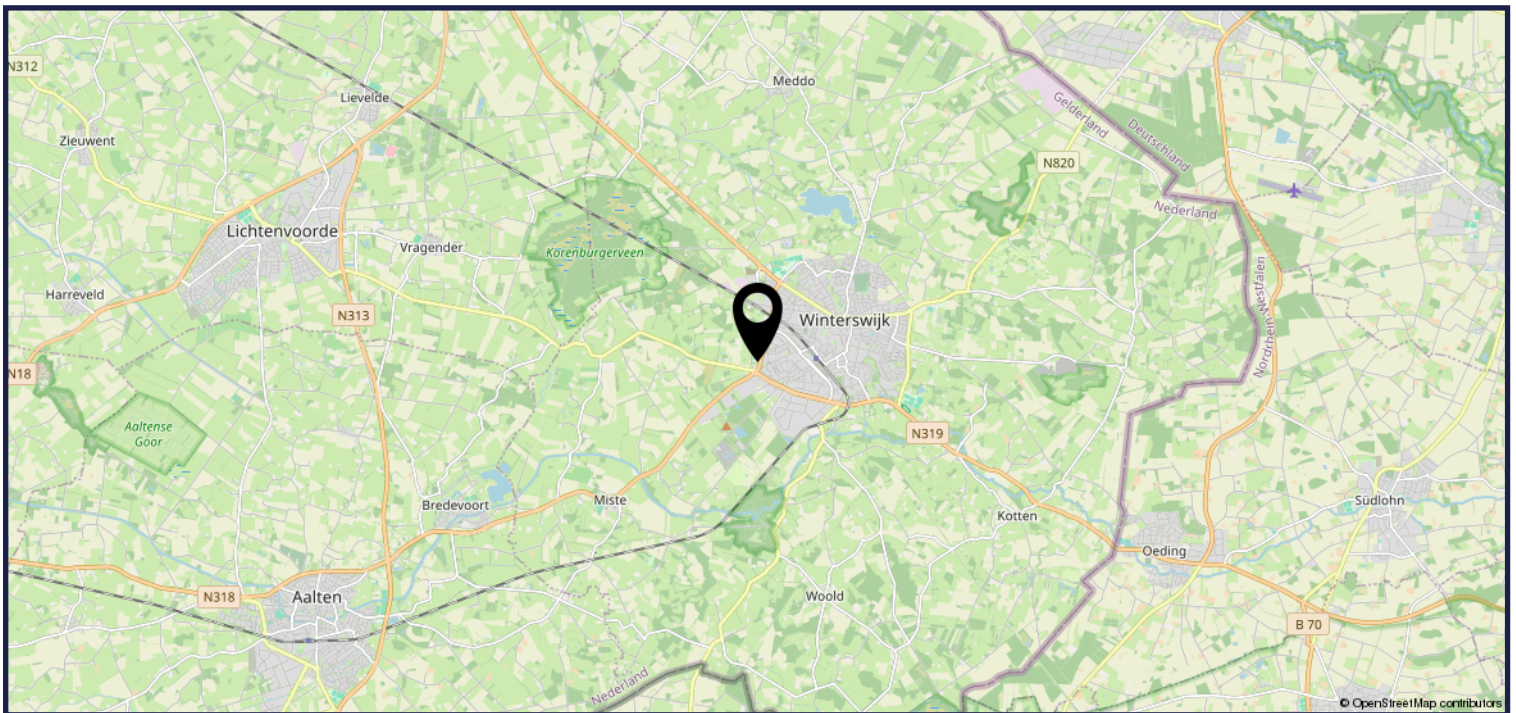 N312
Meddo
Lievelde
Gelderland
Deutschland
Zieuwent
N820
Nederland
Lichtenvoorde
Vragender
Korenburgerveen
Harreveld
N313
Winterswijk
Nordrhein-Westfalen
N18
Aaltense
Goor
N319
Bredevoort
Miste
Südlohn
Kotten
Oeding
N318
Aalten
Woold
B 70
Nederland
© OpenStreetMap contributors